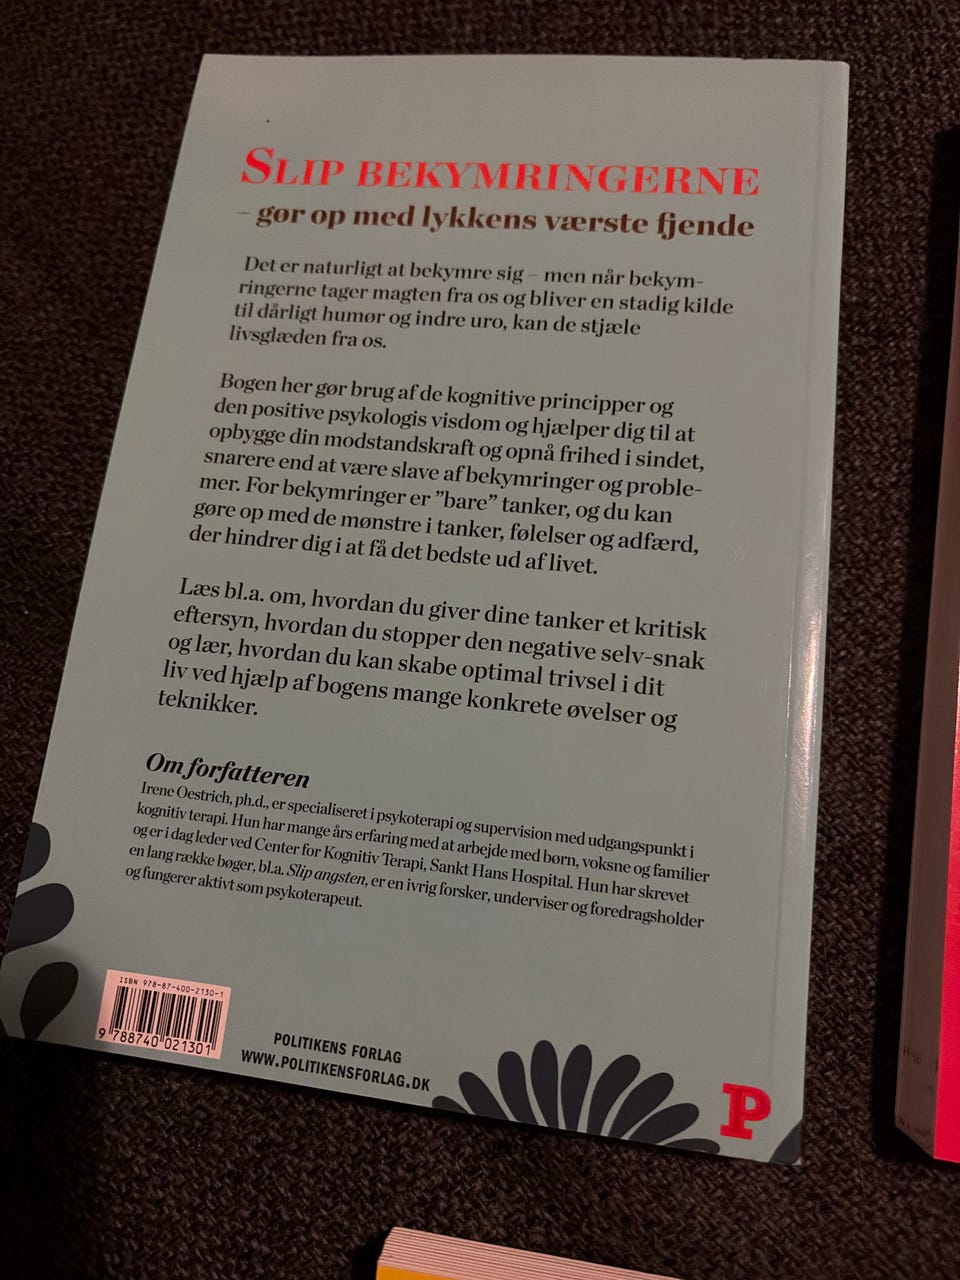 SLIP BEKYMRINGERNE
– gør op med lykkens værste fjende
Det er naturligt at bekymre sig – men når bekym-
ringerne tager magten fra os og bliver en stadig kilde
til dårligt humør og indre uro, kan de stjæle
livsglæden fra os.
Bogen her gør brug af de kognitive principper og
den positive psykologis visdom og hjælper dig til at
opbygge din modstandskraft og opnå frihed i sindet,
snarere end at være slave af bekymringer og proble-
mer. For bekymringer er ”bare” tanker, og du kan
gøre op med de mønstre i tanker, følelser og adfærd,
der hindrer dig i at få det bedste ud af livet.
Læs bl.a. om, hvordan du giver dine tanker et kritisk
eftersyn, hvordan du stopper den negative selv-snak
og lær, hvordan du kan skabe optimal trivsel i dit
liv ved hjælp af bogens mange konkrete øvelser og
teknikker.
Om forfatteren
Irene Oestrich, ph.d., er specialiseret i psykoterapi og supervision med udgangspunkt i
kognitiv terapi. Hun har mange års erfaring med at arbejde med børn, voksne og familier
og er i dag leder ved Center for Kognitiv Terapi, Sankt Hans Hospital. Hun har skrevet
en lang række bøger, bl.a. Slip angsten, er en ivrig forsker, underviser og foredragsholder
og fungerer aktivt som psykoterapeut.
ISBN 978-87-400-2130-1
9 788740 021301
POLITIKENS FORLAG
WWW.POLITIKENSFORLAG.DK
P